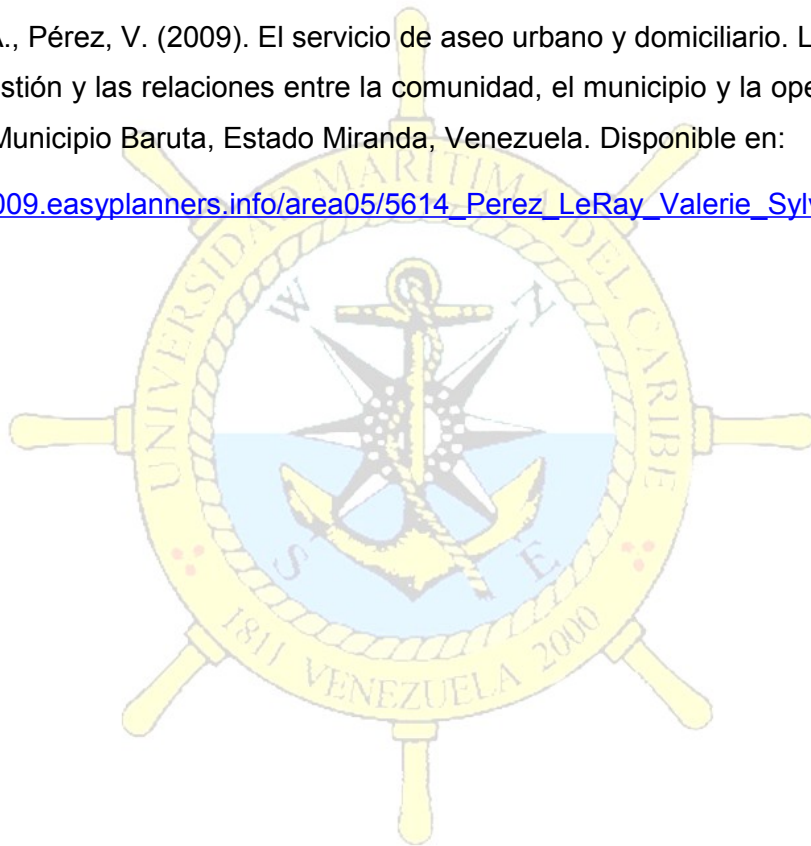 A., Pérez, V. (2009). El servicio de aseo urbano y domiciliario. L
stión y las relaciones entre la comunidad, el municipio y la ope
Municipio Baruta, Estado Miranda, Venezuela. Disponible en:
009.easyplanners.info/area05/5614_Perez_LeRay_Valerie_Sylv
UNIVERSIDAD MARÍTIMA DEL CARIBE
W N
S E
1811 VENEZUELA 2000